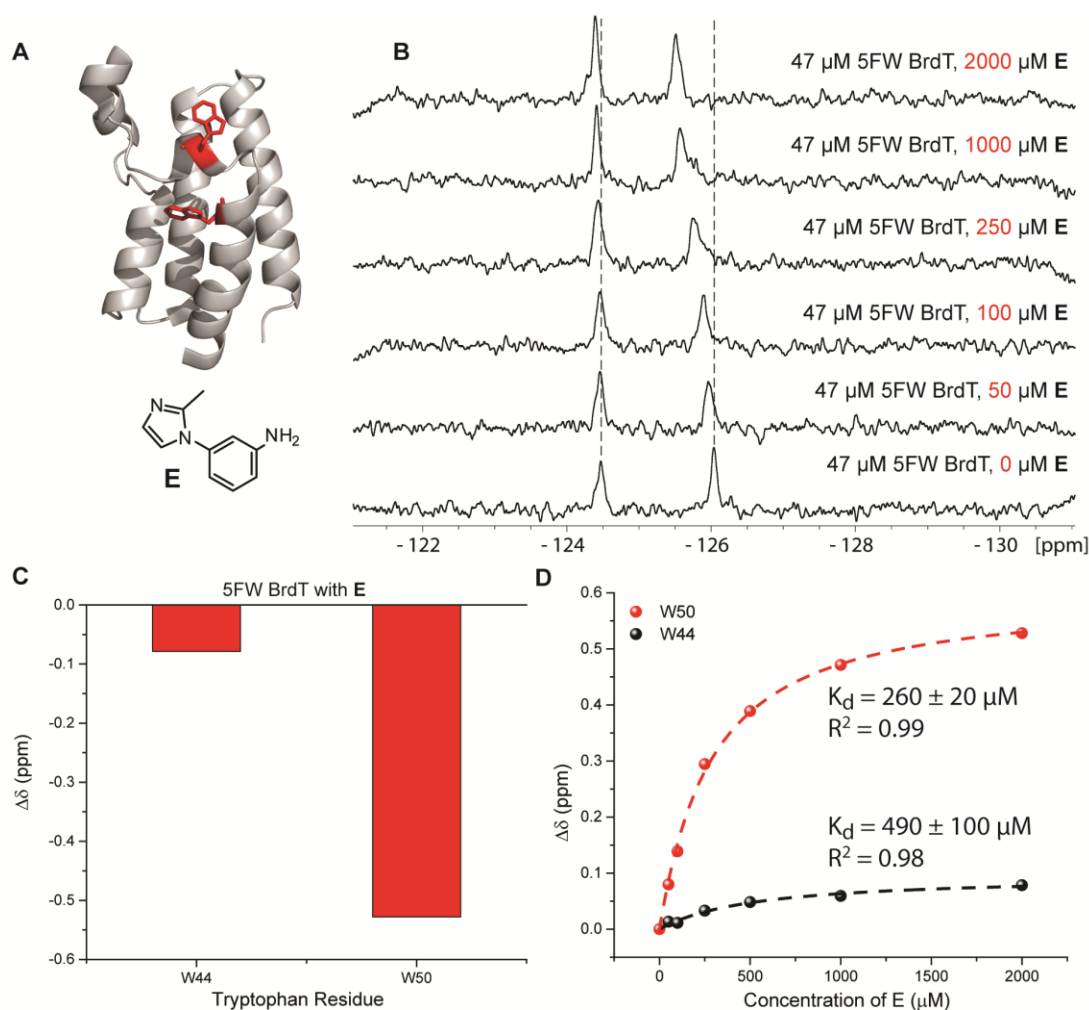 A
B
47 µM 5FW BrdT, 2000 µM E
47 µM 5FW BrdT, 1000 µM E
47 µM 5FW BrdT, 250 µM E
47 µM 5FW BrdT, 100 µM E
47 µM 5FW BrdT, 50 µM E
47 µM 5FW BrdT, 0 µM E
N
N
NH2
E
- 122
- 124
- 126
- 128
- 130
[ppm]
C
5FW BrdT with E
0.0
-0.1
-0.2
-0.3
-0.4
-0.5
-0.6
Δδ (ppm)
W44
W50
Tryptophan Residue
D
W50
W44
0.6
0.5
0.4
0.3
0.2
0.1
0.0
Δδ (ppm)
Kd = 260 ± 20 µM
R2 = 0.99
Kd = 490 ± 100 µM
R2 = 0.98
0
500
1000
1500
2000
Concentration of E (µM)